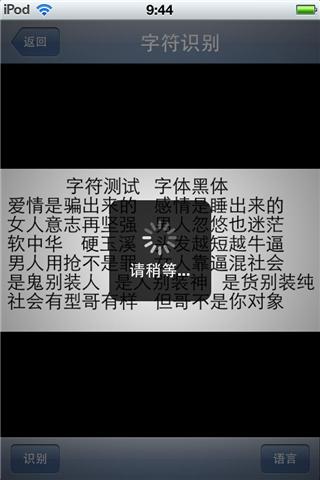 iPod 9:44
返回 字符识别
字符测试 字体黑体
爱情是骗出来的 感情是睡出来的
女人意志再坚强 男人忽悠也迷茫
软中华 硬玉溪 头发越短越牛逼
男人用抢不是罪 女人靠逼混社会
是鬼别装人 是人别装神 是货别装纯
社会有型哥有样 但哥不是你对象
请稍等...
识别 语言